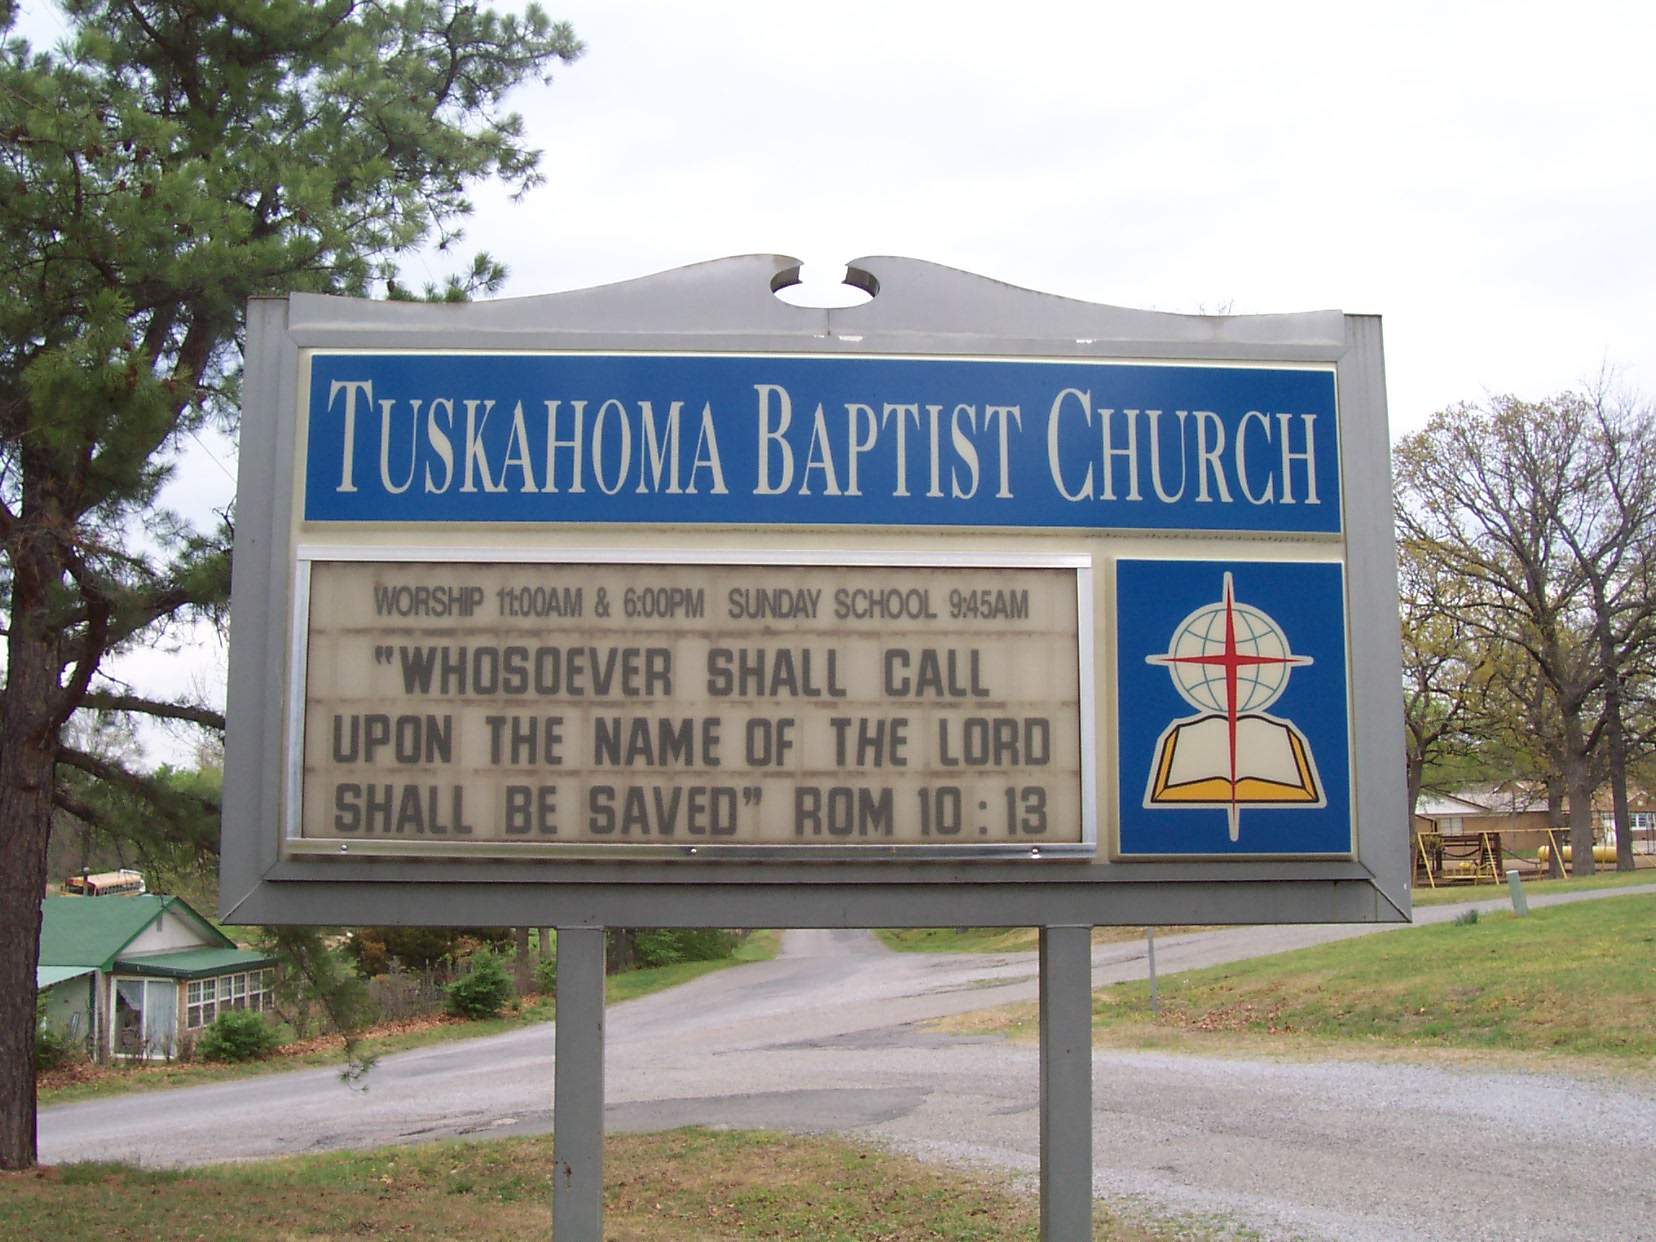 TUSKAHOMA BAPTIST CHURCH
WORSHIP 11:00AM & 6:00PM SUNDAY SCHOOL 9:45AM
"WHOSOEVER SHALL CALL
UPON THE NAME OF THE LORD
SHALL BE SAVED" ROM 10:13